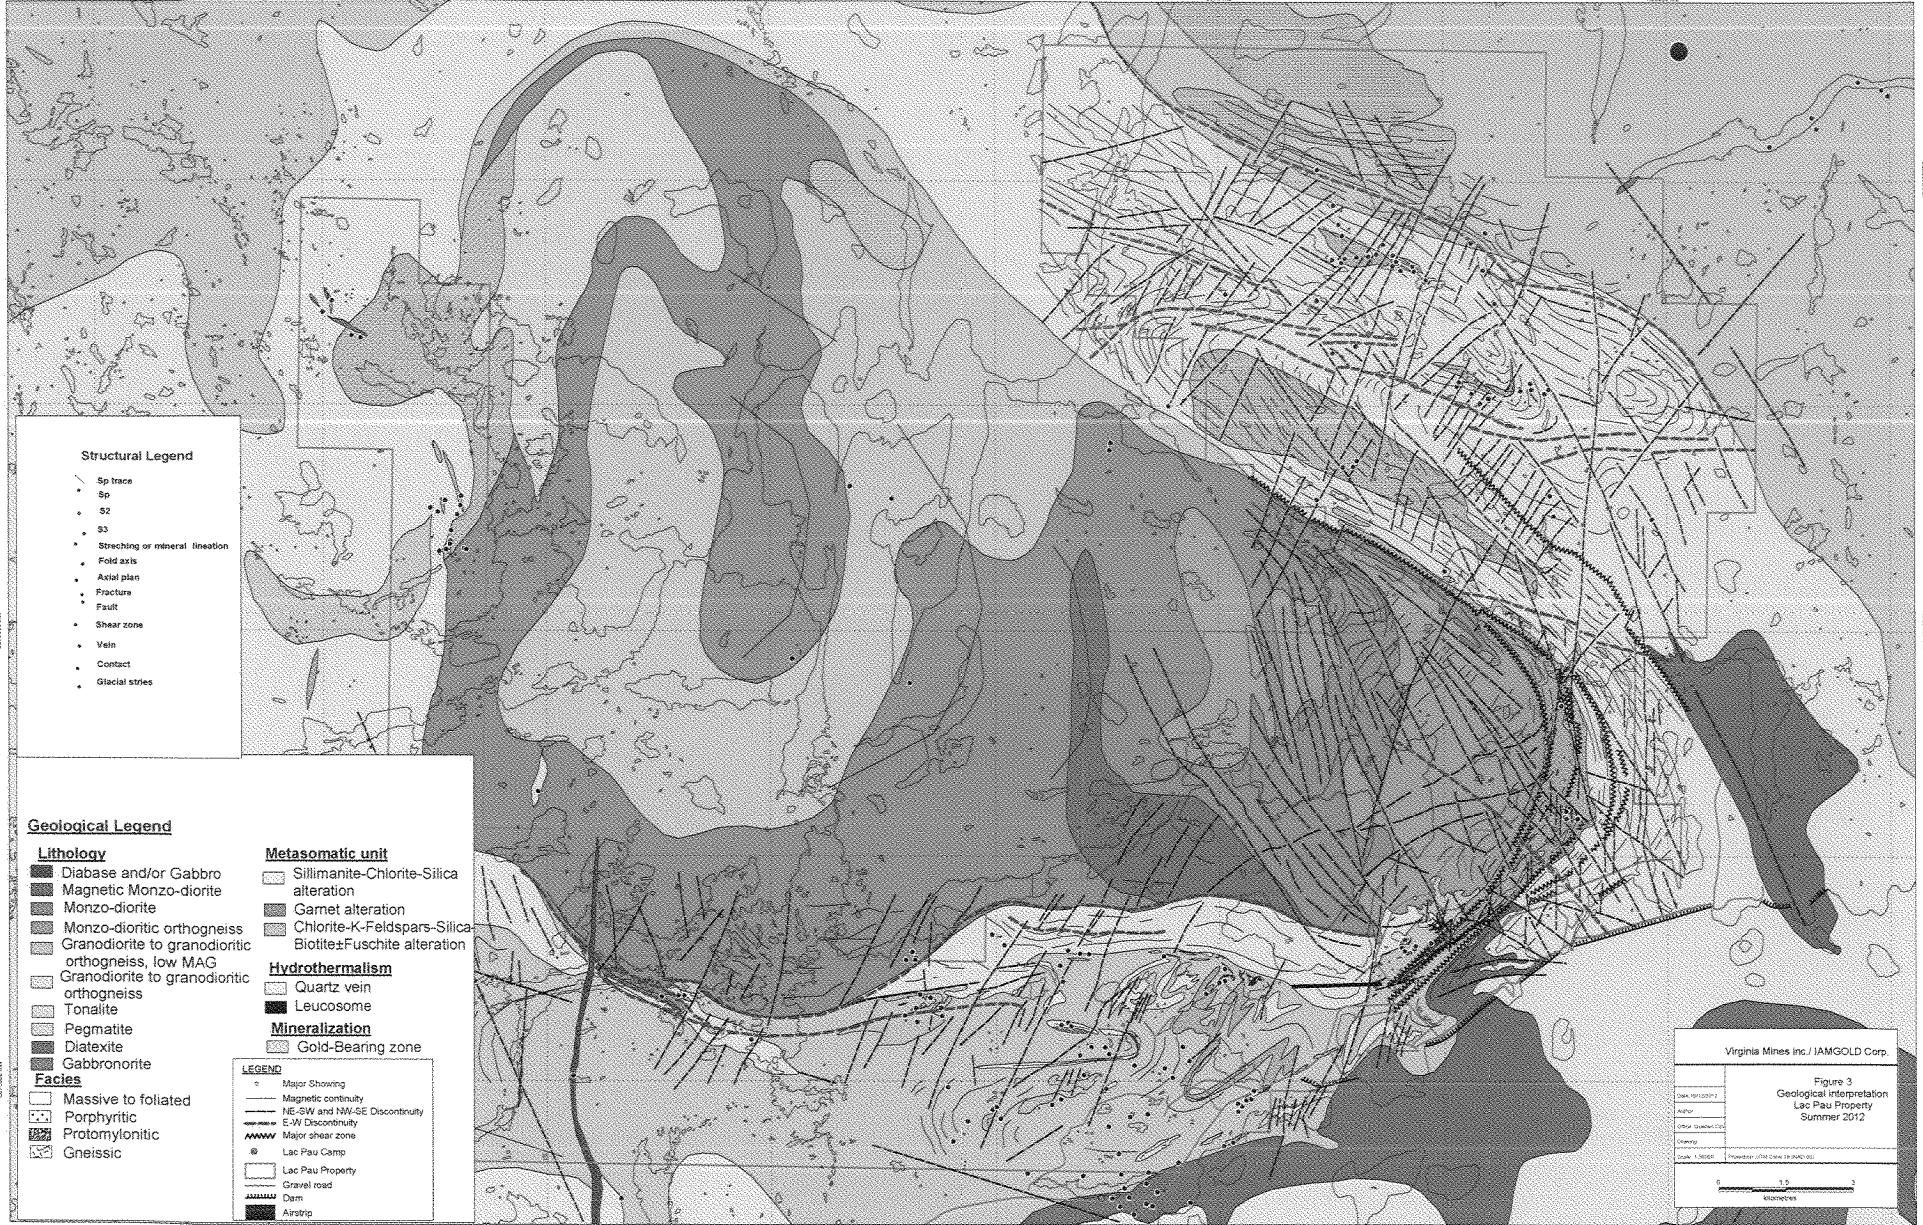 Structural Legend
Sp trace
Sp
S2
S3
Streching or mineral lineation
Fold axis
Axial plan
Fracture
Fault
Shear zone
Vein
Contact
Glacial stries
Geological Legend
Lithology
Diabase and/or Gabbro
Magnetic Monzo-diorite
Monzo-diorite
Monzo-dioritic orthogneiss
Granodiorite to granodioritic
orthogneiss, low MAG
Granodiorite to granodioritic
orthogneiss
Tonalite
Pegmatite
Diatexite
Gabbronorite
Facies
Massive to foliated
Porphyritic
Protomylonitic
Gneissic
Metasomatic unit
Sillimanite-Chlorite-Silica
alteration
Garnet alteration
Chlorite-K-Feldspars-Silica-
Biotite±Fuschite alteration
Hydrothermalism
Quartz vein
Leucosome
Mineralization
Gold-Bearing zone
LEGEND
Major Showing
Magnetic continuity
NE-SW and NW-SE Discontinuity
E-W Discontinuity
Major shear zone
Lac Pau Camp
Lac Pau Property
Gravel road
Dam
Airstrip
Virginia Mines inc./ IAMGOLD Corp.
Figure 3
Geological interpretation
Lac Pau Property
Summer 2012
Author
Drawing
0 1.5 3
kilometres